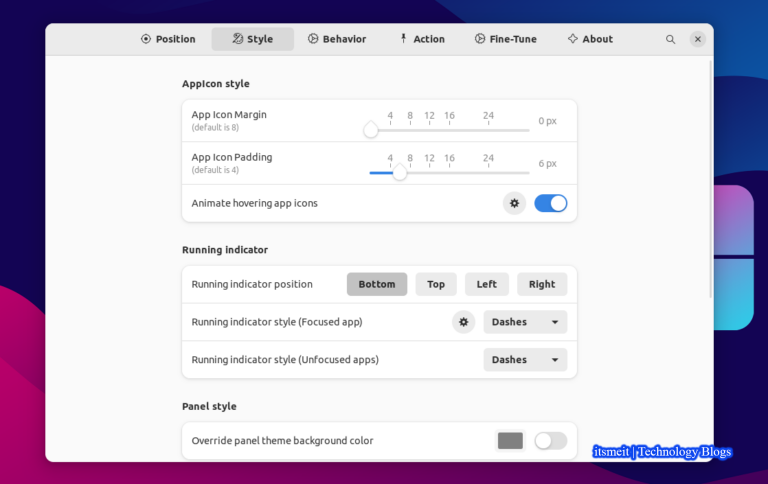 Position Style Behavior Action Fine-Tune About
AppIcon style
App Icon Margin
(default is 8)
4 8 12 16 24
0 px
App Icon Padding
(default is 4)
4 8 12 16 24
6 px
Animate hovering app icons
Running indicator
Running indicator position Bottom Top Left Right
Running indicator style (Focused app) Dashes
Running indicator style (Unfocused apps) Dashes
Panel style
Override panel theme background color
itsmeit | Technology Blogs